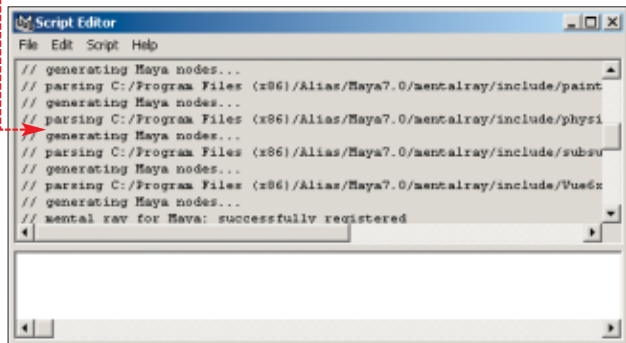 Script Editor
File Edit Script Help
// generating Maya nodes...
// parsing C:/Program Files (x86)/Alias/Maya7.0/mentalray/include/paint
// generating Maya nodes...
// parsing C:/Program Files (x86)/Alias/Maya7.0/mentalray/include/physi
// generating Maya nodes...
// parsing C:/Program Files (x86)/Alias/Maya7.0/mentalray/include/subsu
// generating Maya nodes...
// parsing C:/Program Files (x86)/Alias/Maya7.0/mentalray/include/Vue6x
// generating Maya nodes...
// mental ray for Maya: successfully registered